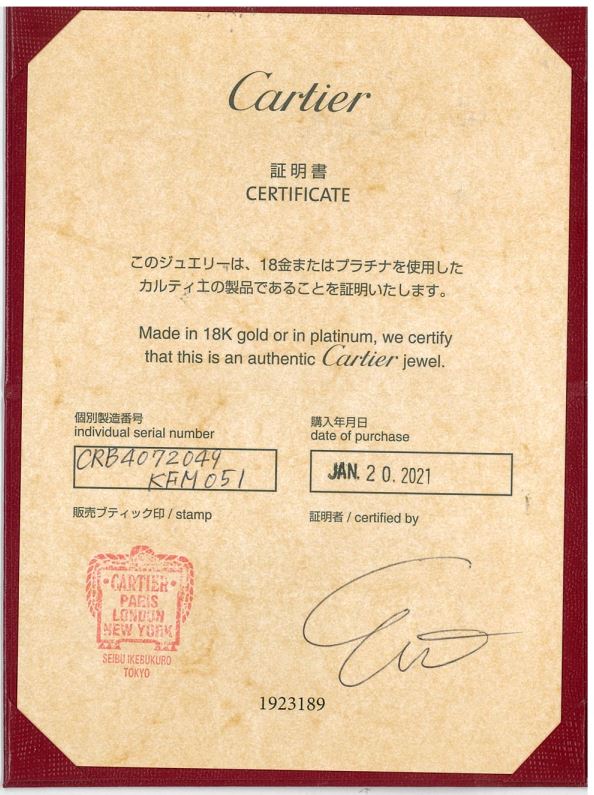 Cartier
証明書
CERTIFICATE
このジュエリーは、18金またはプラチナを使用した
カルティエの製品であることを証明いたします。
Made in 18K gold or in platinum, we certify
that this is an authentic Cartier jewel.
個別製造番号
individual serial number
CRB4072049
KFM051
購入年月日
date of purchase
JAN. 20. 2021
販売ブティック印 / stamp
証明者 / certified by
CARTIER
PARIS
LONDON
NEW YORK
SEIBU IKEBUKURO
TOKYO
1923189